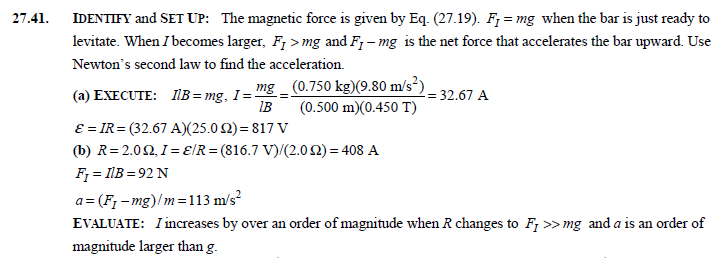 27.41. IDENTIFY and SET UP: The magnetic force is given by Eq. (27.19). F_I = mg when the bar is just ready to
levitate. When I becomes larger, F_I > mg and F_I − mg is the net force that accelerates the bar upward. Use
Newton's second law to find the acceleration.
(a) EXECUTE: IlB = mg, I = mg/lB = (0.750 kg)(9.80 m/s²)/(0.500 m)(0.450 T) = 32.67 A
ℰ = IR = (32.67 A)(25.0 Ω) = 817 V
(b) R = 2.0 Ω, I = ℰ/R = (816.7 V)/(2.0 Ω) = 408 A
F_I = IlB = 92 N
a = (F_I − mg)/m = 113 m/s²
EVALUATE: I increases by over an order of magnitude when R changes to F_I >> mg and a is an order of
magnitude larger than g.